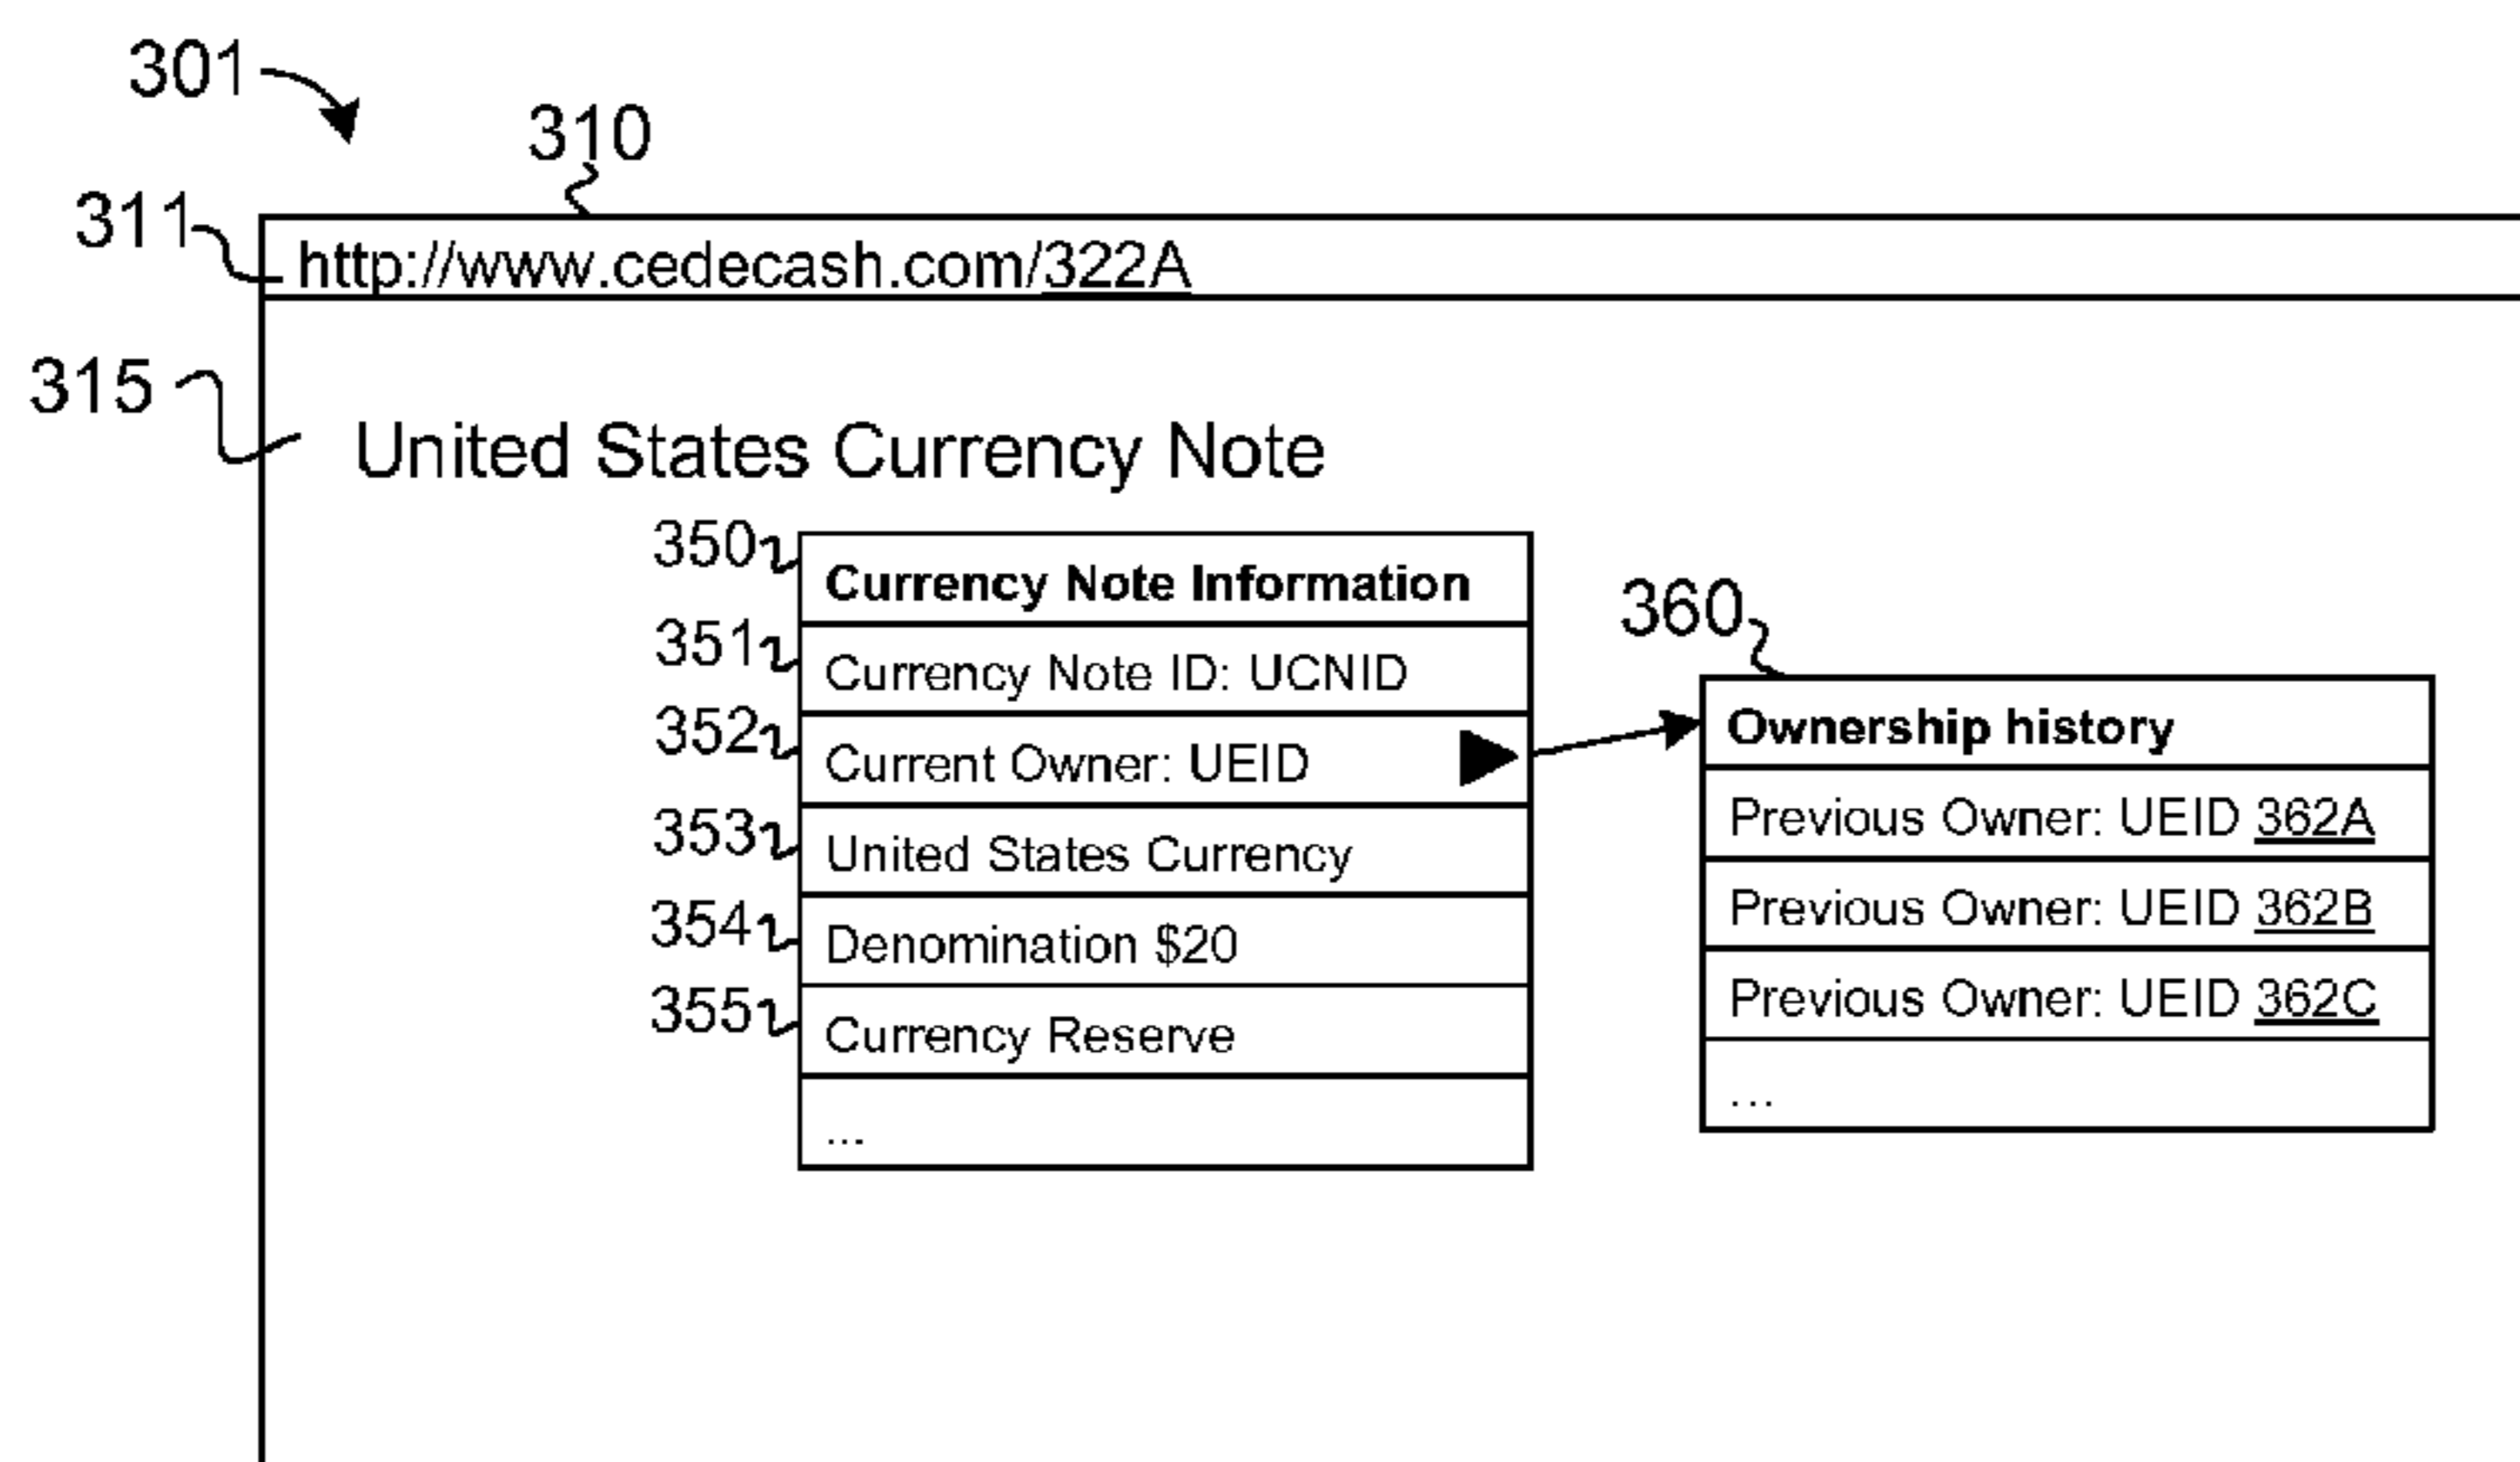 301
310
311
http://www.cedecash.com/322A
315
United States Currency Note
350
Currency Note Information
351
Currency Note ID: UCNID
352
Current Owner: UEID
353
United States Currency
354
Denomination $20
355
Currency Reserve
...
360
Ownership history
Previous Owner: UEID 362A
Previous Owner: UEID 362B
Previous Owner: UEID 362C
...